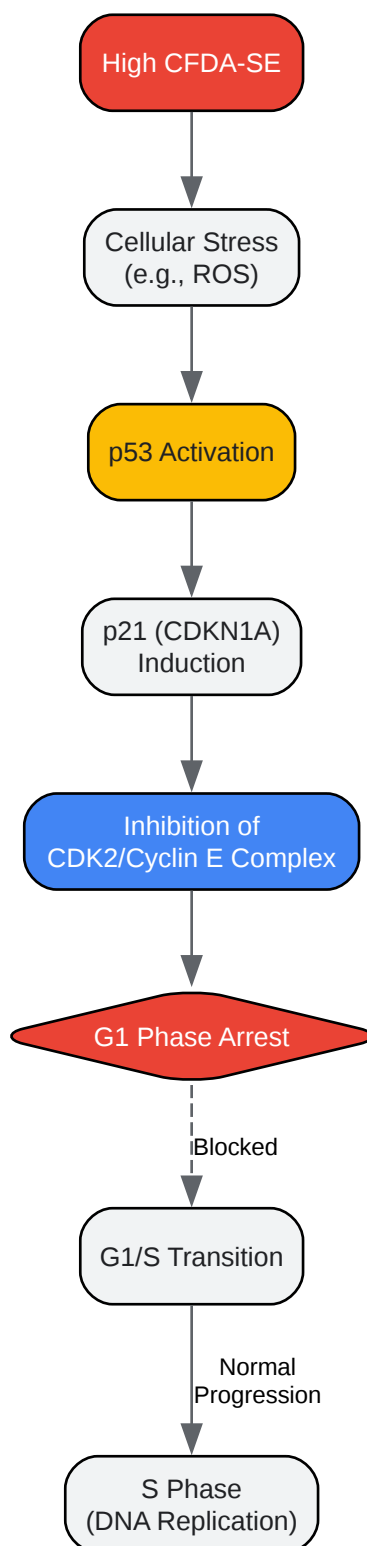 High CFDA-SE
Cellular Stress
(e.g., ROS)
p53 Activation
p21 (CDKN1A)
Induction
Inhibition of
CDK2/Cyclin E Complex
G1 Phase Arrest
Blocked
G1/S Transition
Normal
Progression
S Phase
(DNA Replication)